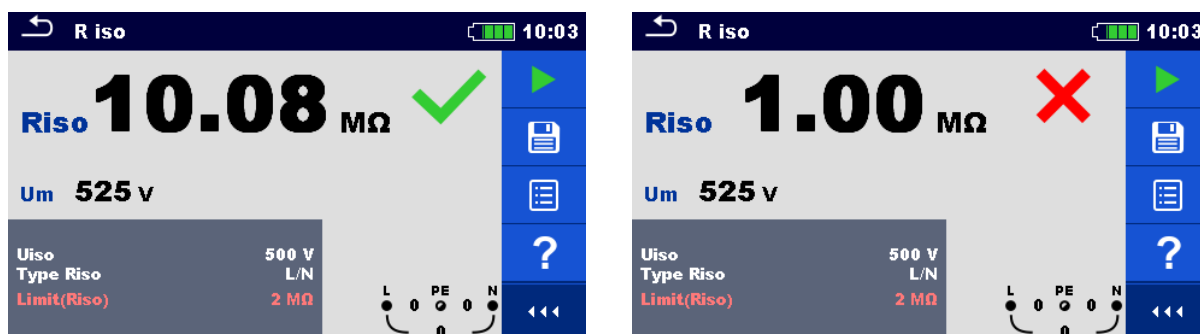 R iso 10:03
Riso 10.08 MΩ
Um 525 V
Uiso 500 V
Type Riso L/N
Limit(Riso) 2 MΩ
?
L PE N
0 0
0
R iso 10:03
Riso 1.00 MΩ
Um 525 V
Uiso 500 V
Type Riso L/N
Limit(Riso) 2 MΩ
?
L PE N
0 0
0